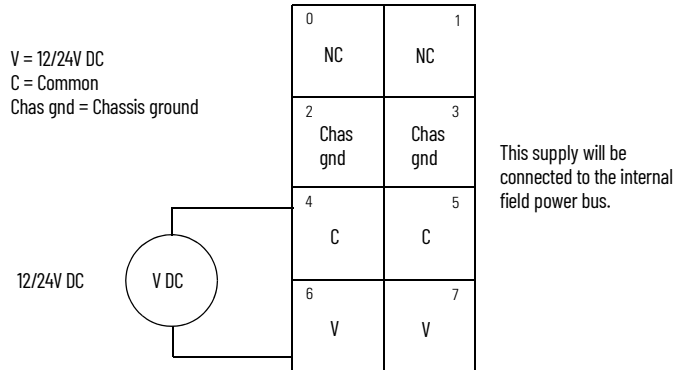 V = 12/24V DC
C = Common
Chas gnd = Chassis ground
0
NC
1
NC
2
Chas
gnd
3
Chas
gnd
This supply will be
connected to the internal
field power bus.
4
C
5
C
12/24V DC
V DC
6
V
7
V